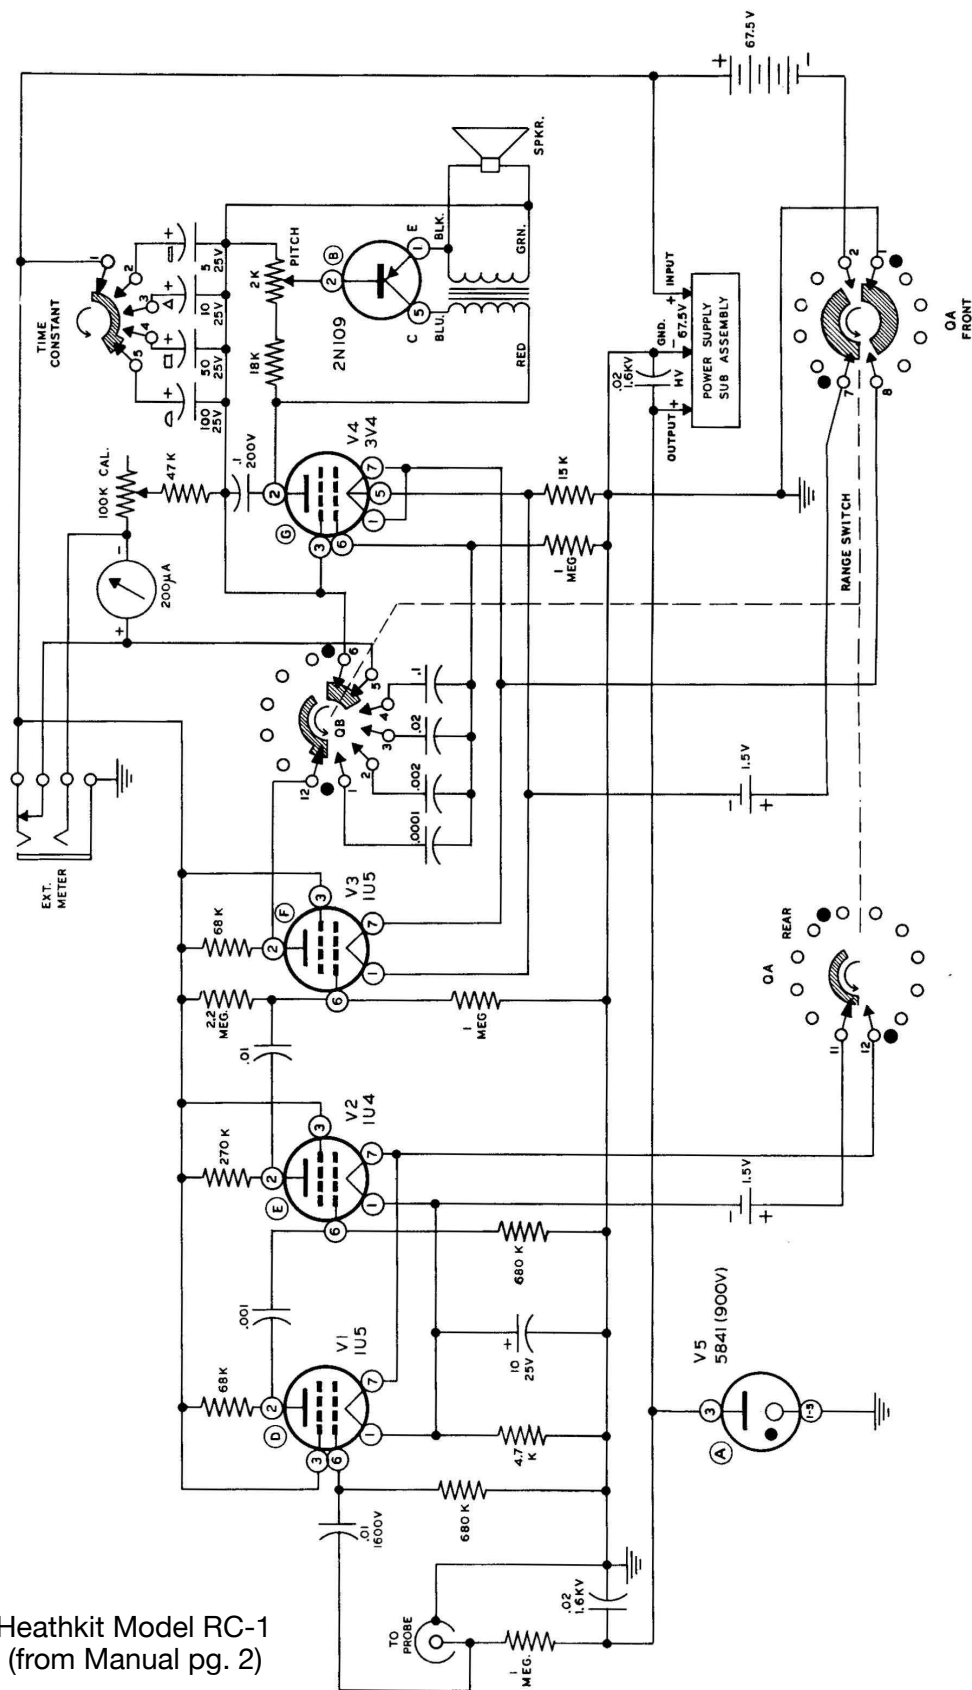 EXT.
METER
+
-
200µA
100K CAL.
47K
TIME
CONSTANT
1
2
3
4
5
100
25V
50
25V
10
25V
5
25V
18K
2K
PITCH
2N109
B
2
C
5
E
1
BLU.
BLK.
RED
GRN.
SPKR.
+
67.5V
-
.1
200V
V4
3V4
G
2
3
6
1
5
7
1
MEG
15K
QB
12
1
2
3
4
5
6
.0001
.002
.02
.1
68K
V3
1U5
F
2
3
6
1
7
2.2
MEG.
1
MEG
.01
270K
V2
1U4
E
2
3
6
1
7
680K
.001
68K
V1
1U5
D
2
3
6
1
7
.01
1600V
680K
4.7
K
10
25V
+
TO
PROBE
1
MEG.
.02
1.6KV
V5
5841 (900V)
A
3
1-5
-
1.5V
+
-
1.5V
+
QA
REAR
11
12
RANGE SWITCH
QA
FRONT
7
8
2
1
.02
1.6KV
OUTPUT +
HV
GND.
-
67.5V
+ INPUT
POWER SUPPLY
SUB ASSEMBLY
Heathkit Model RC-1
(from Manual pg. 2)